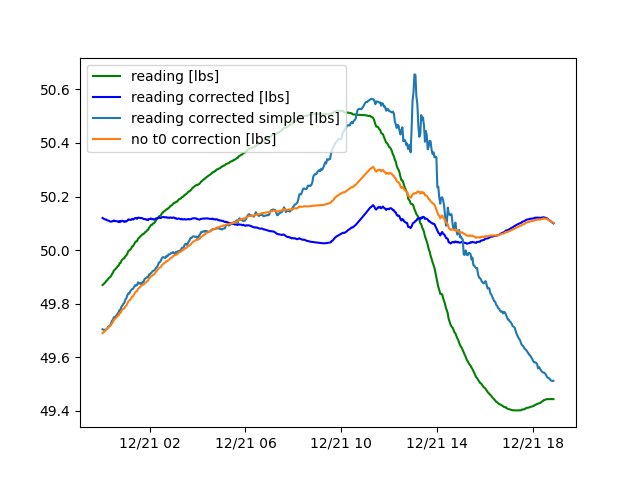 reading [lbs]
reading corrected [lbs]
reading corrected simple [lbs]
no t0 correction [lbs]
50.6
50.4
50.2
50.0
49.8
49.6
49.4
12/21 02 12/21 06 12/21 10 12/21 14 12/21 18